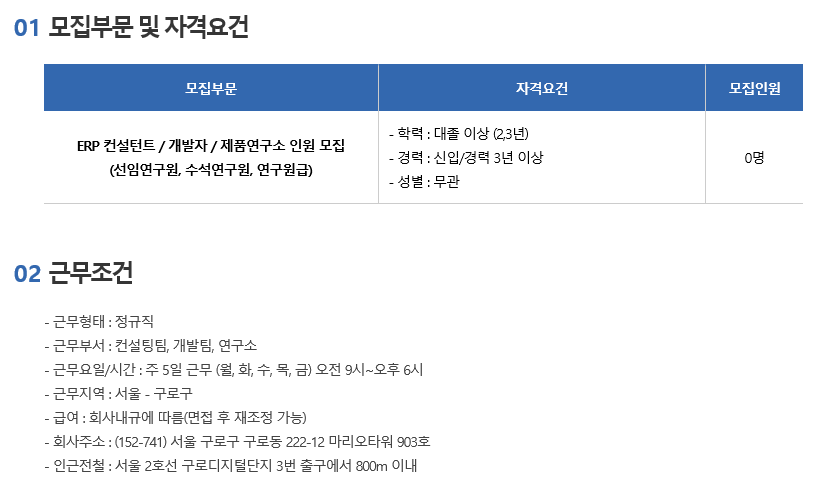 01 모집부문 및 자격요건
모집부문
자격요건
모집인원
ERP 컨설턴트 / 개발자 / 제품연구소 인원 모집
(선임연구원, 수석연구원, 연구원급)
- 학력 : 대졸 이상 (2,3년)
- 경력 : 신입/경력 3년 이상
- 성별 : 무관
0명
02 근무조건
- 근무형태 : 정규직
- 근무부서 : 컨설팅팀, 개발팀, 연구소
- 근무요일/시간 : 주 5일 근무 (월, 화, 수, 목, 금) 오전 9시~오후 6시
- 근무지역 : 서울 - 구로구
- 급여 : 회사내규에 따름(면접 후 재조정 가능)
- 회사주소 : (152-741) 서울 구로구 구로동 222-12 마리오타워 903호
- 인근전철 : 서울 2호선 구로디지털단지 3번 출구에서 800m 이내